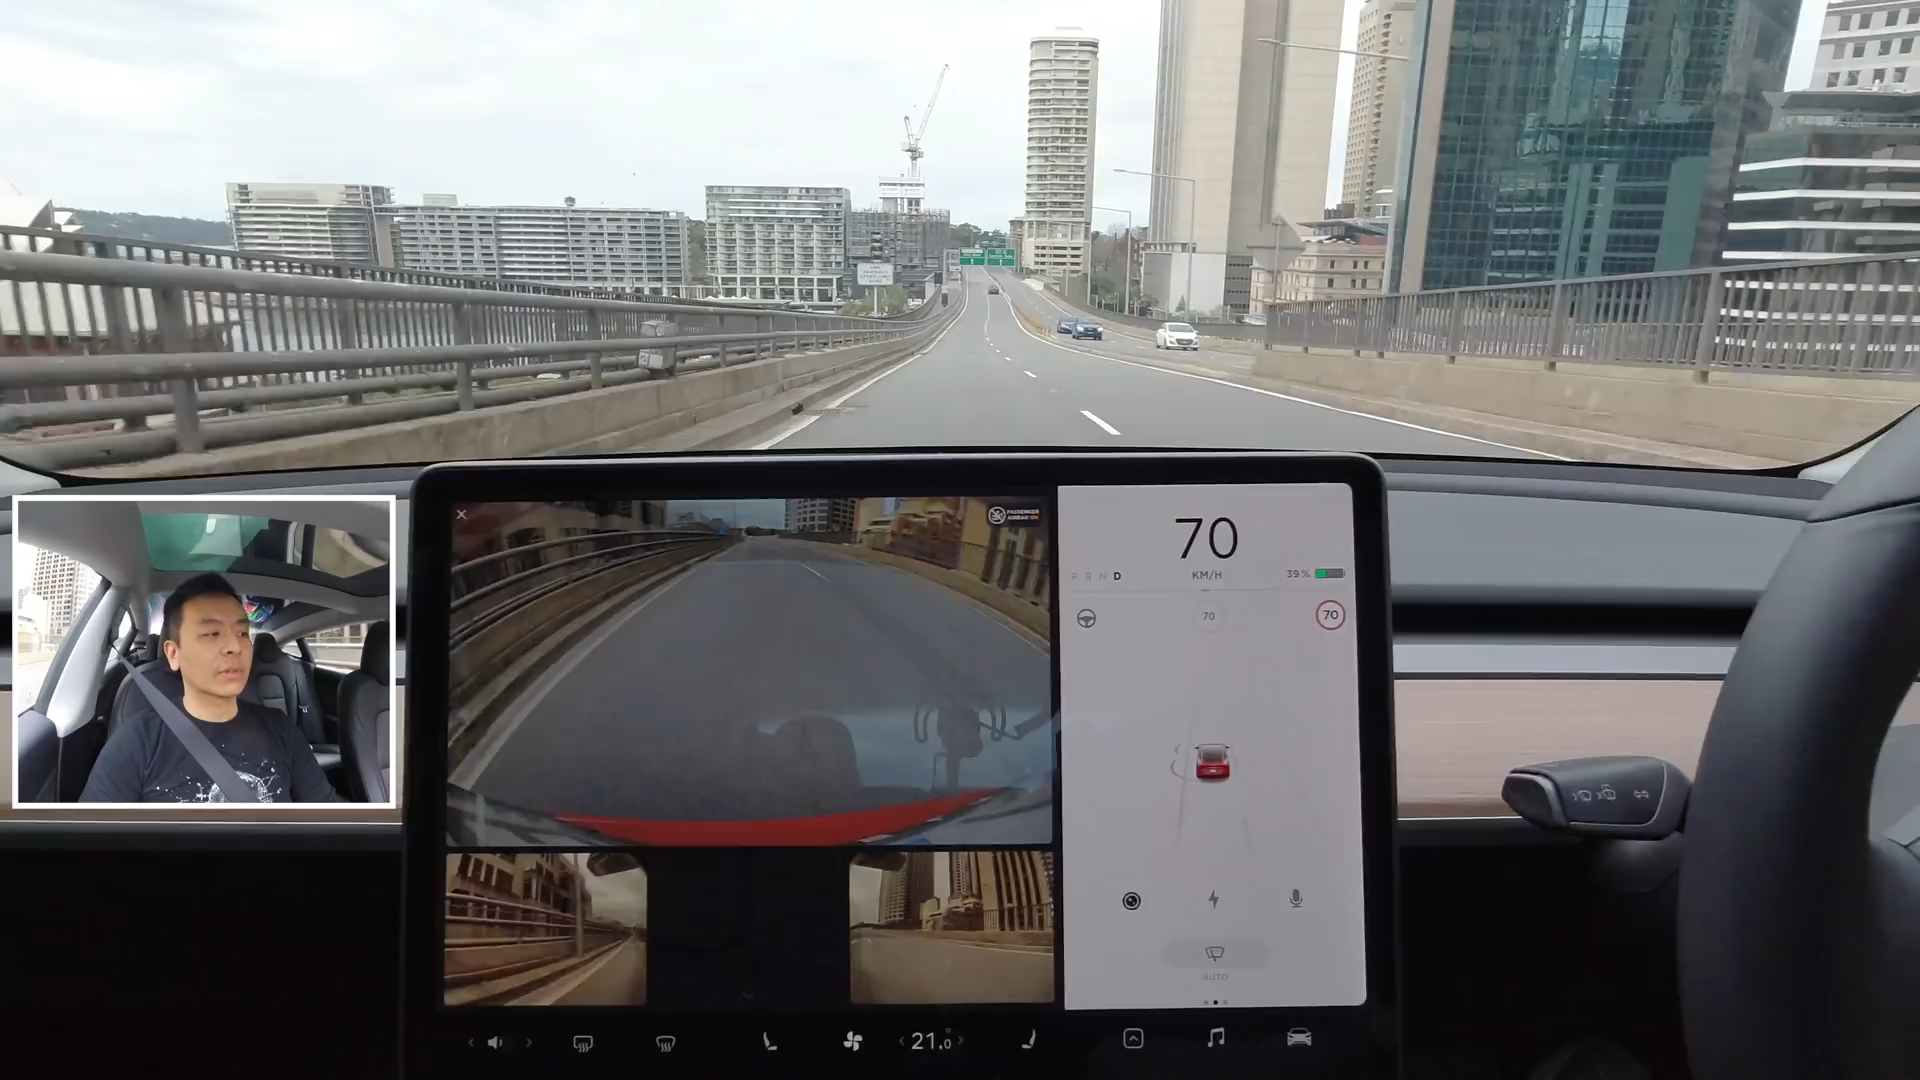 PASSENGER
AIRBAG ON
70
KM/H
P R N D
39 %
70
70
AUTO
21.0